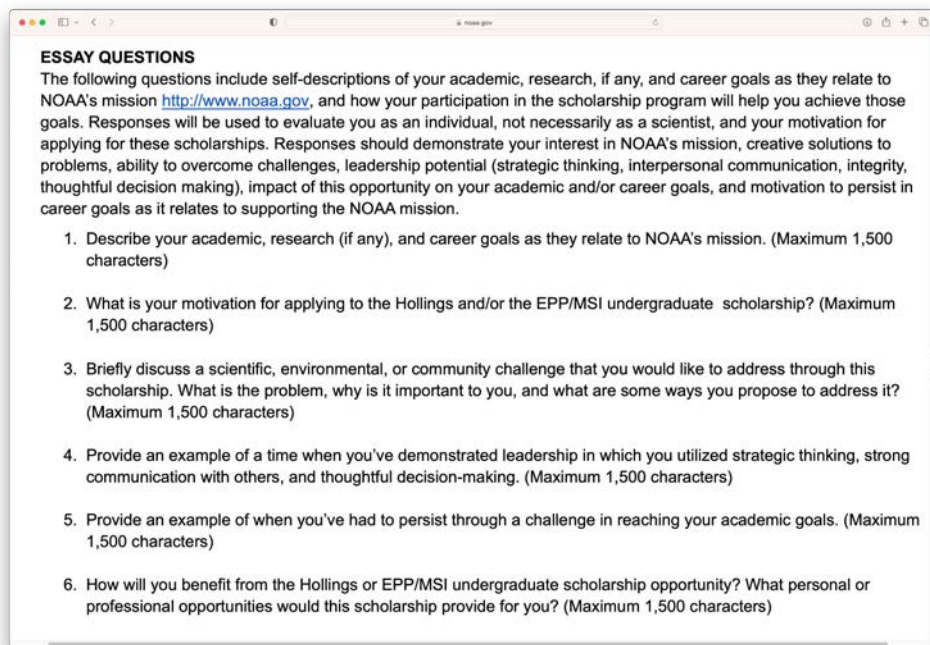 noaa.gov
ESSAY QUESTIONS
The following questions include self-descriptions of your academic, research, if any, and career goals as they relate to
NOAA's mission http://www.noaa.gov, and how your participation in the scholarship program will help you achieve those
goals. Responses will be used to evaluate you as an individual, not necessarily as a scientist, and your motivation for
applying for these scholarships. Responses should demonstrate your interest in NOAA's mission, creative solutions to
problems, ability to overcome challenges, leadership potential (strategic thinking, interpersonal communication, integrity,
thoughtful decision making), impact of this opportunity on your academic and/or career goals, and motivation to persist in
career goals as it relates to supporting the NOAA mission.
1. Describe your academic, research (if any), and career goals as they relate to NOAA's mission. (Maximum 1,500
characters)
2. What is your motivation for applying to the Hollings and/or the EPP/MSI undergraduate scholarship? (Maximum
1,500 characters)
3. Briefly discuss a scientific, environmental, or community challenge that you would like to address through this
scholarship. What is the problem, why is it important to you, and what are some ways you propose to address it?
(Maximum 1,500 characters)
4. Provide an example of a time when you've demonstrated leadership in which you utilized strategic thinking, strong
communication with others, and thoughtful decision-making. (Maximum 1,500 characters)
5. Provide an example of when you've had to persist through a challenge in reaching your academic goals. (Maximum
1,500 characters)
6. How will you benefit from the Hollings or EPP/MSI undergraduate scholarship opportunity? What personal or
professional opportunities would this scholarship provide for you? (Maximum 1,500 characters)